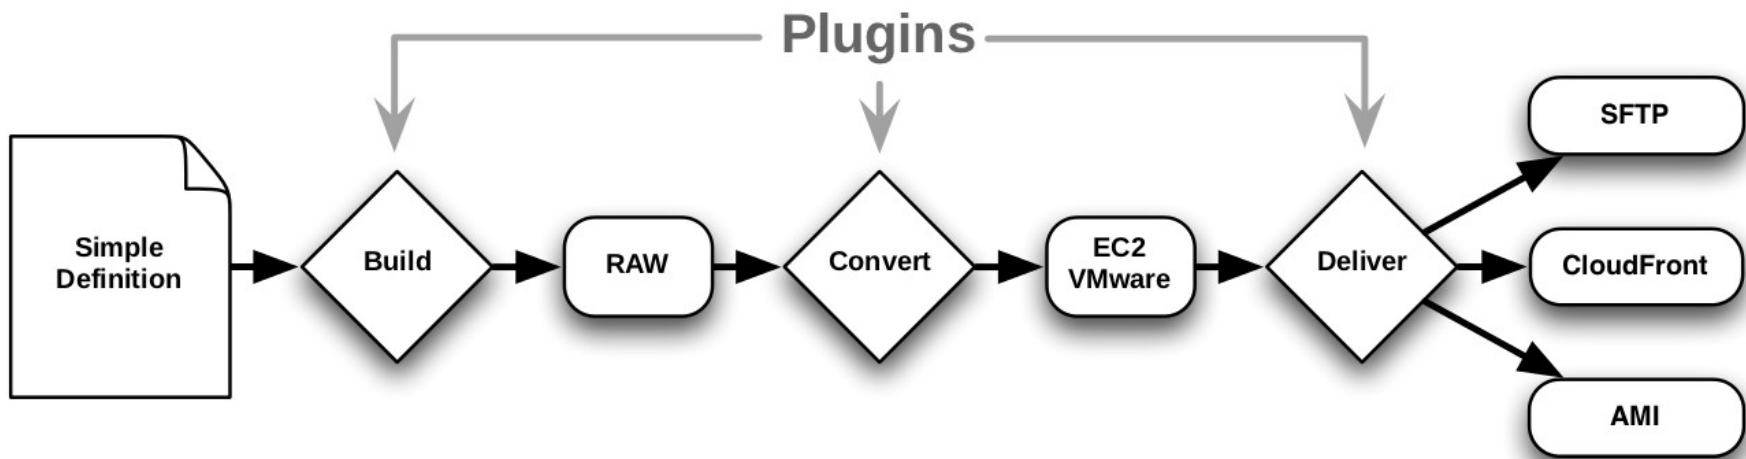 Plugins
Simple
Definition
Build
RAW
Convert
EC2
VMware
Deliver
SFTP
CloudFront
AMI